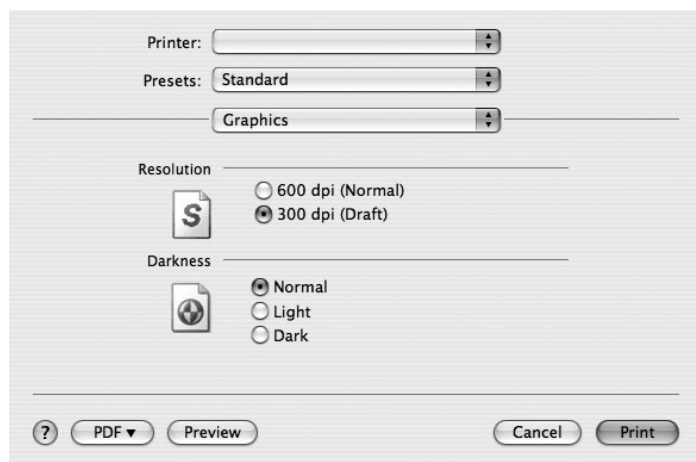 Printer:
Presets: Standard
Graphics
Resolution
600 dpi (Normal)
S
300 dpi (Draft)
Darkness
Normal
Light
Dark
? PDF▼ Preview Cancel Print